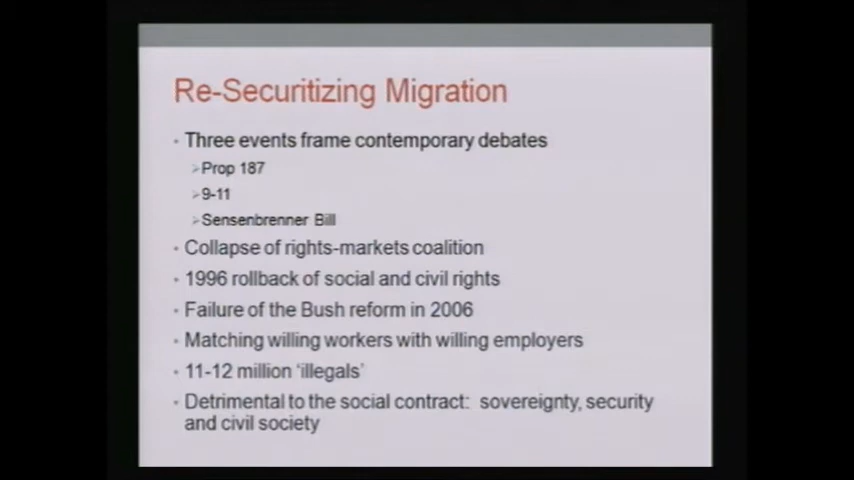 Re-Securitizing Migration
• Three events frame contemporary debates
➢Prop 187
➢9-11
➢Sensenbrenner Bill
• Collapse of rights-markets coalition
• 1996 rollback of social and civil rights
• Failure of the Bush reform in 2006
• Matching willing workers with willing employers
• 11-12 million ‘illegals’
• Detrimental to the social contract: sovereignty, security
and civil society